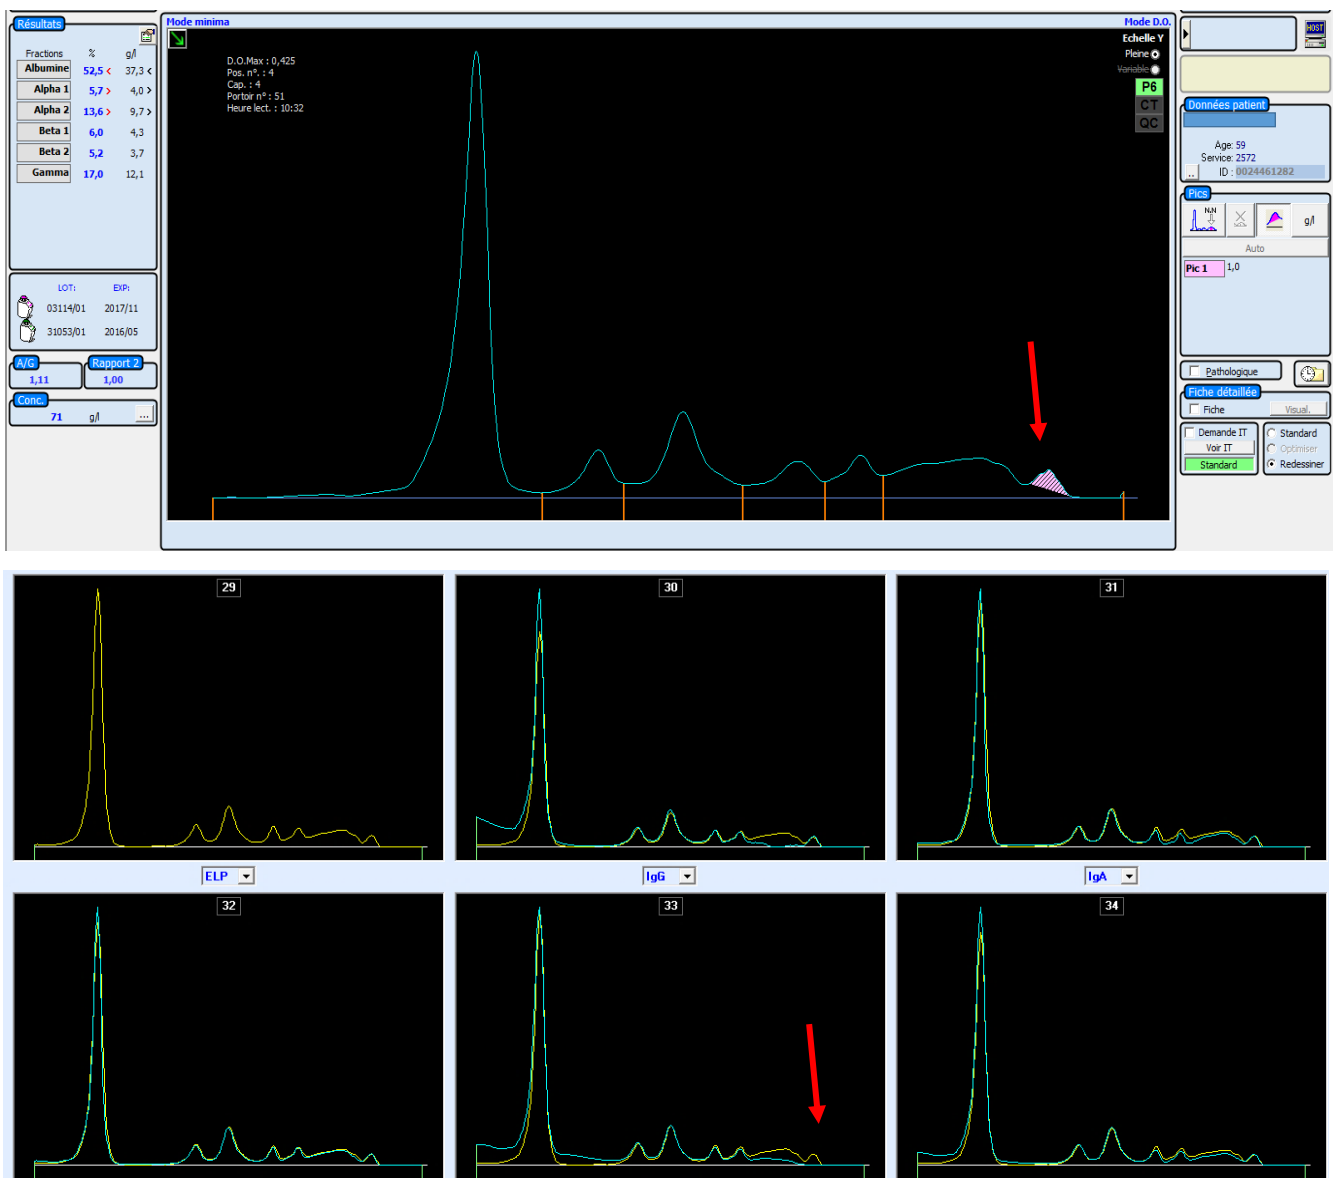 Résultats
Fractions % g/l
Albumine 52,5 < 37,3 <
Alpha 1 5,7 > 4,0 >
Alpha 2 13,6 > 9,7 >
Beta 1 6,0 4,3
Beta 2 5,2 3,7
Gamma 17,0 12,1
LOT: EXP:
03114/01 2017/11
31053/01 2016/05
A/G Rapport 2
1,11 1,00
Conc.
71 g/l ...
Mode minima Mode D.O.
D.O.Max : 0,425
Pos. n°. : 4
Cap. : 4
Portoir n° : 51
Heure lect. : 10:32
Echelle Y
Pleine
Variable
P6
CT
QC
HOST
Données patient
Age: 59
Service: 2572
.. ID : 0024461282
Pics
N.N g/l
Auto
Pic 1 1,0
Pathologique
Fiche détaillée
Fiche Visual.
Demande IT Standard
Voir IT Optimiser
Standard Redessiner
29 30 31
ELP IgG IgA
32 33 34